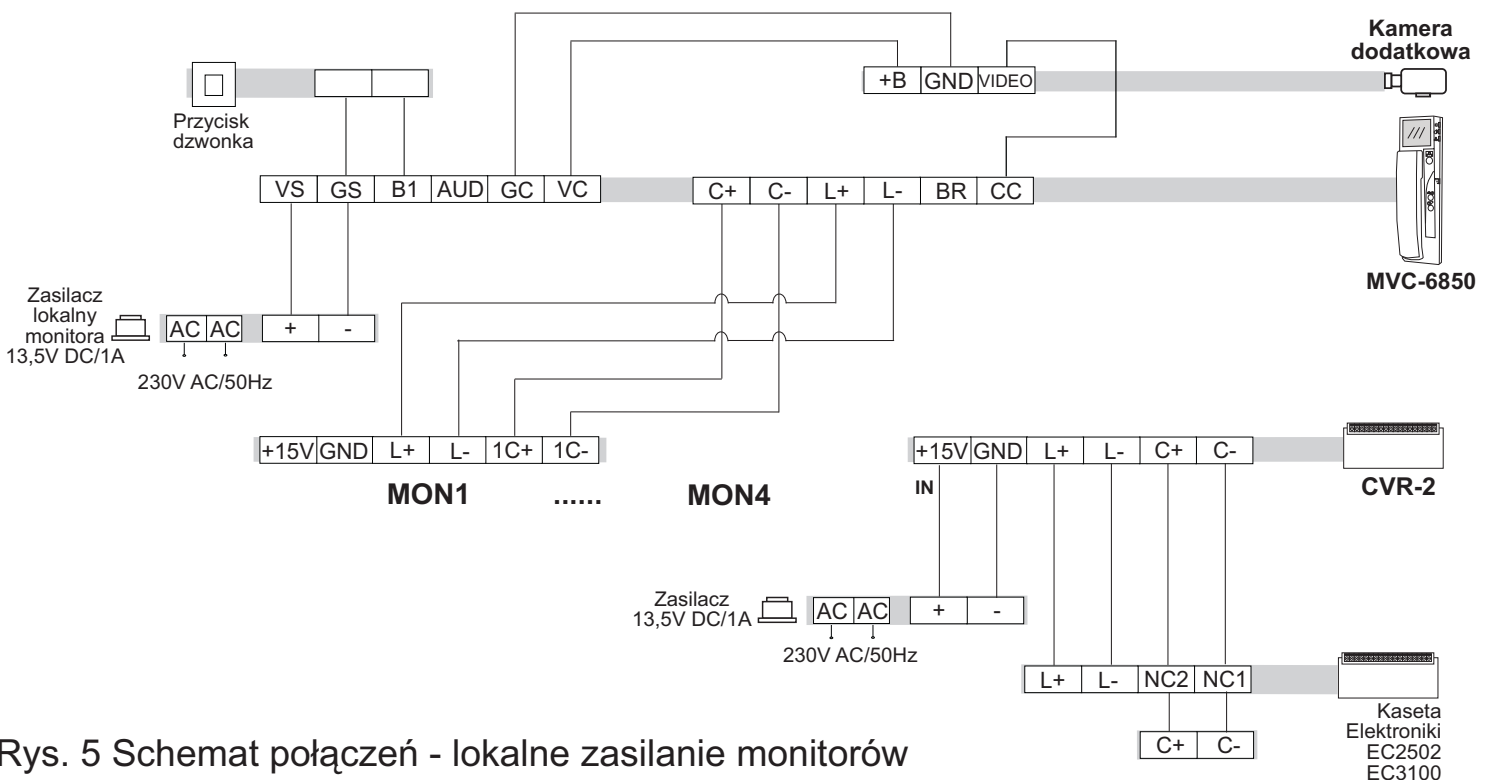 Kamera
dodatkowa
+B GND VIDEO
Przycisk
dzwonka
VS GS B1 AUD GC VC
C+ C- L+ L- BR CC
MVC-6850
Zasilacz
lokalny
monitora
13,5V DC/1A
AC AC + -
230V AC/50Hz
+15V GND L+ L- 1C+ 1C-
MON1 ...... MON4
+15V GND L+ L- C+ C-
IN
CVR-2
Zasilacz
13,5V DC/1A
AC AC + -
230V AC/50Hz
L+ L- NC2 NC1
C+ C-
Kaseta
Elektroniki
EC2502
EC3100
Rys. 5 Schemat połączeń - lokalne zasilanie monitorów